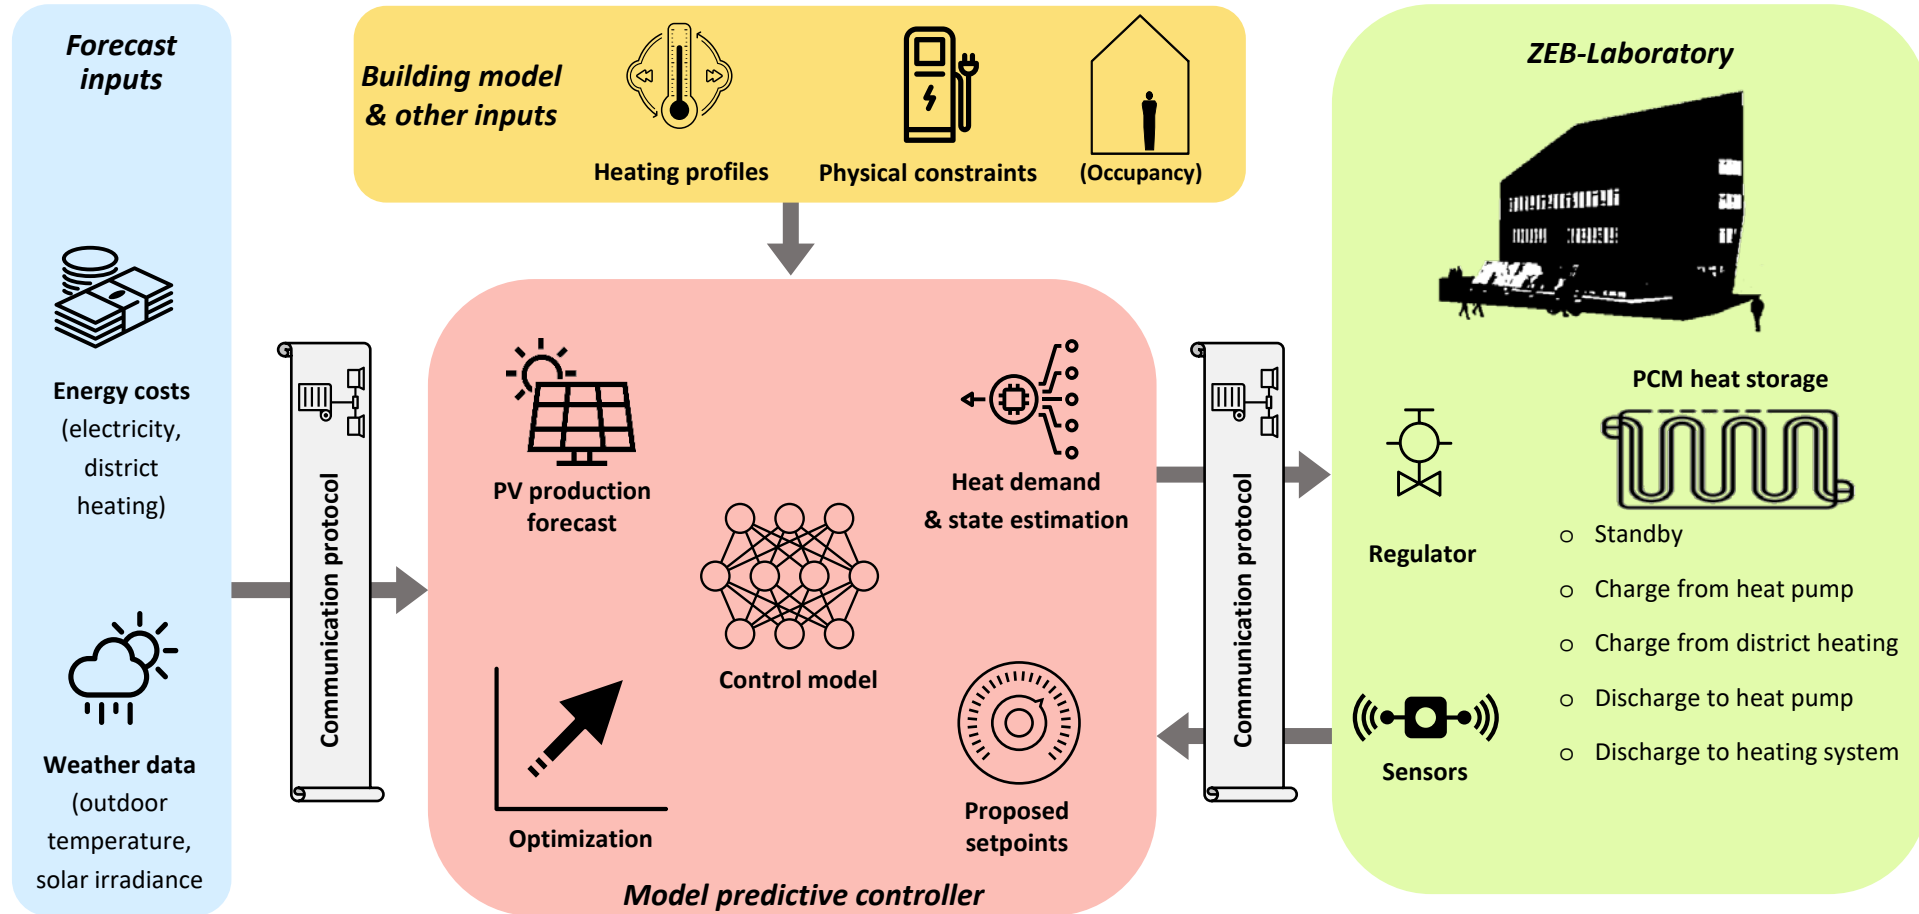 Forecast
inputs
Energy costs
(electricity,
district
heating)
Weather data
(outdoor
temperature,
solar irradiance
Communication protocol
Building model
& other inputs
Heating profiles
Physical constraints
(Occupancy)
PV production
forecast
Heat demand
& state estimation
Control model
Optimization
Proposed
setpoints
Model predictive controller
Communication protocol
ZEB-Laboratory
PCM heat storage
Regulator
Sensors
o Standby
o Charge from heat pump
o Charge from district heating
o Discharge to heat pump
o Discharge to heating system